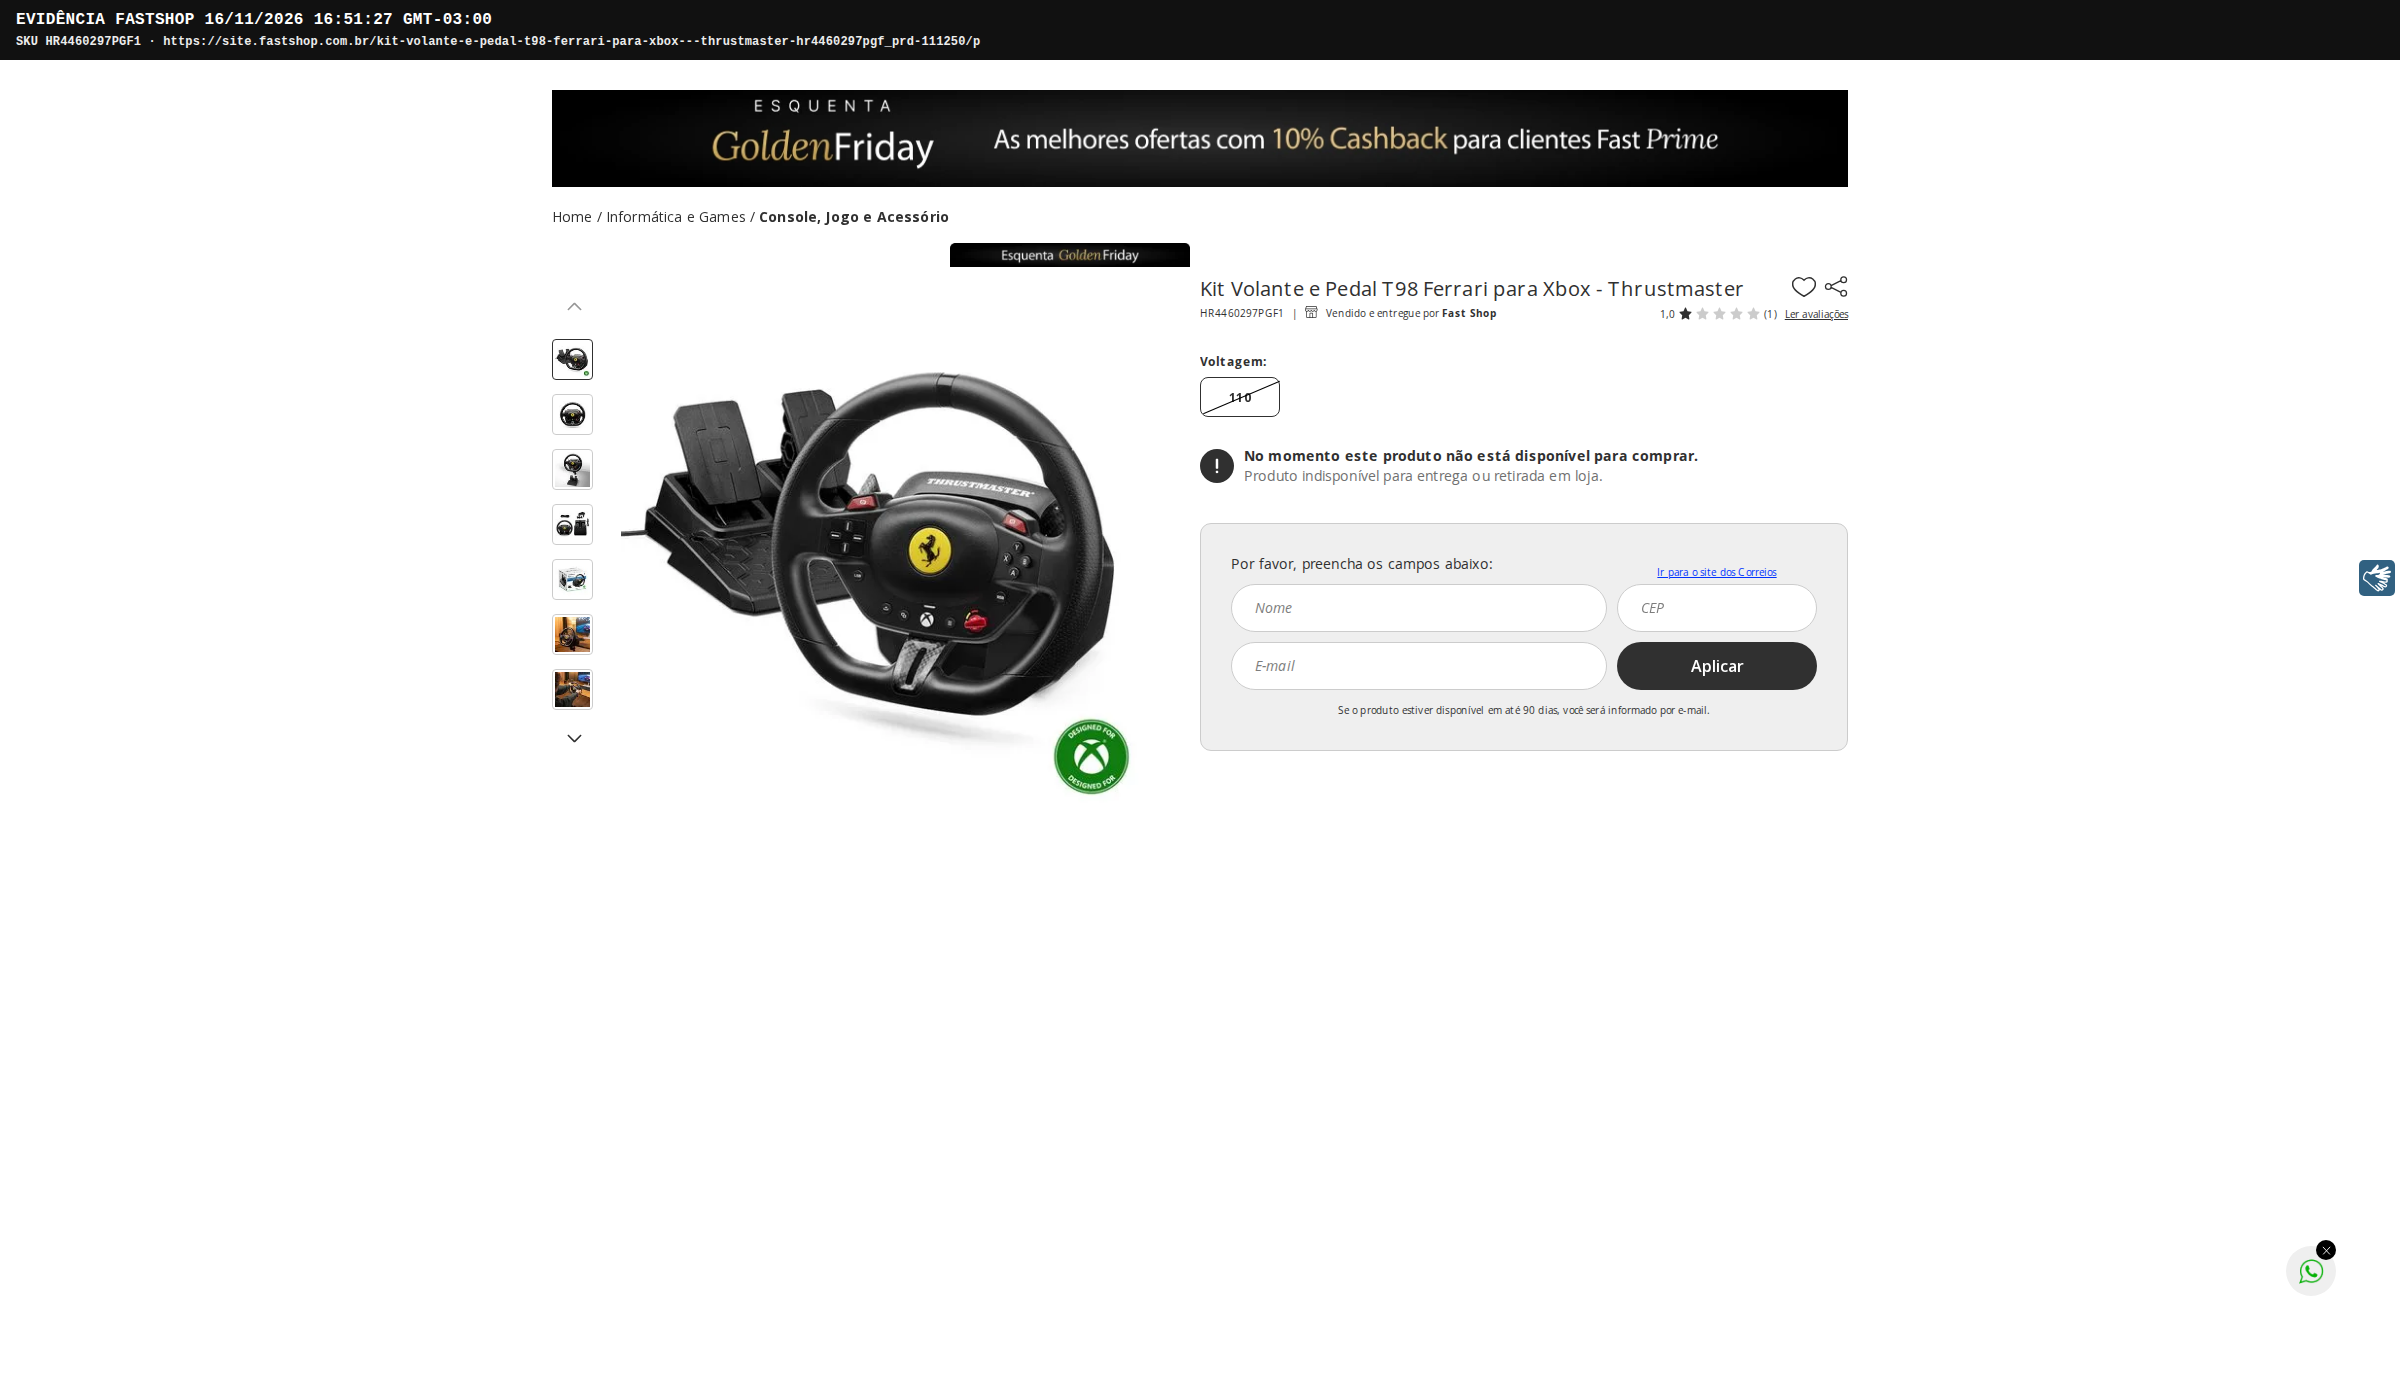 EVIDÊNCIA FASTSHOP 16/11/2026 16:51:27 GMT-03:00
SKU HR4460297PGF1 · https://site.fastshop.com.br/kit-volante-e-pedal-t98-ferrari-para-xbox---thrustmaster-hr4460297pgf_prd-111250/p
ESQUENTA
GoldenFriday
As melhores ofertas com 10% Cashback para clientes Fast Prime
Home / Informática e Games / Console, Jogo e Acessório
Esquenta GoldenFriday
Kit Volante e Pedal T98 Ferrari para Xbox - Thrustmaster
HR4460297PGF1 | Vendido e entregue por Fast Shop
1,0 (1) Ler avaliações
Voltagem:
110
No momento este produto não está disponível para comprar.
Produto indisponível para entrega ou retirada em loja.
Por favor, preencha os campos abaixo:
Ir para o site dos Correios
Nome
CEP
E-mail
Aplicar
Se o produto estiver disponível em até 90 dias, você será informado por e-mail.
THRUSTMASTER
Y
X
B
A
DESIGNED FOR
DESIGNED FOR